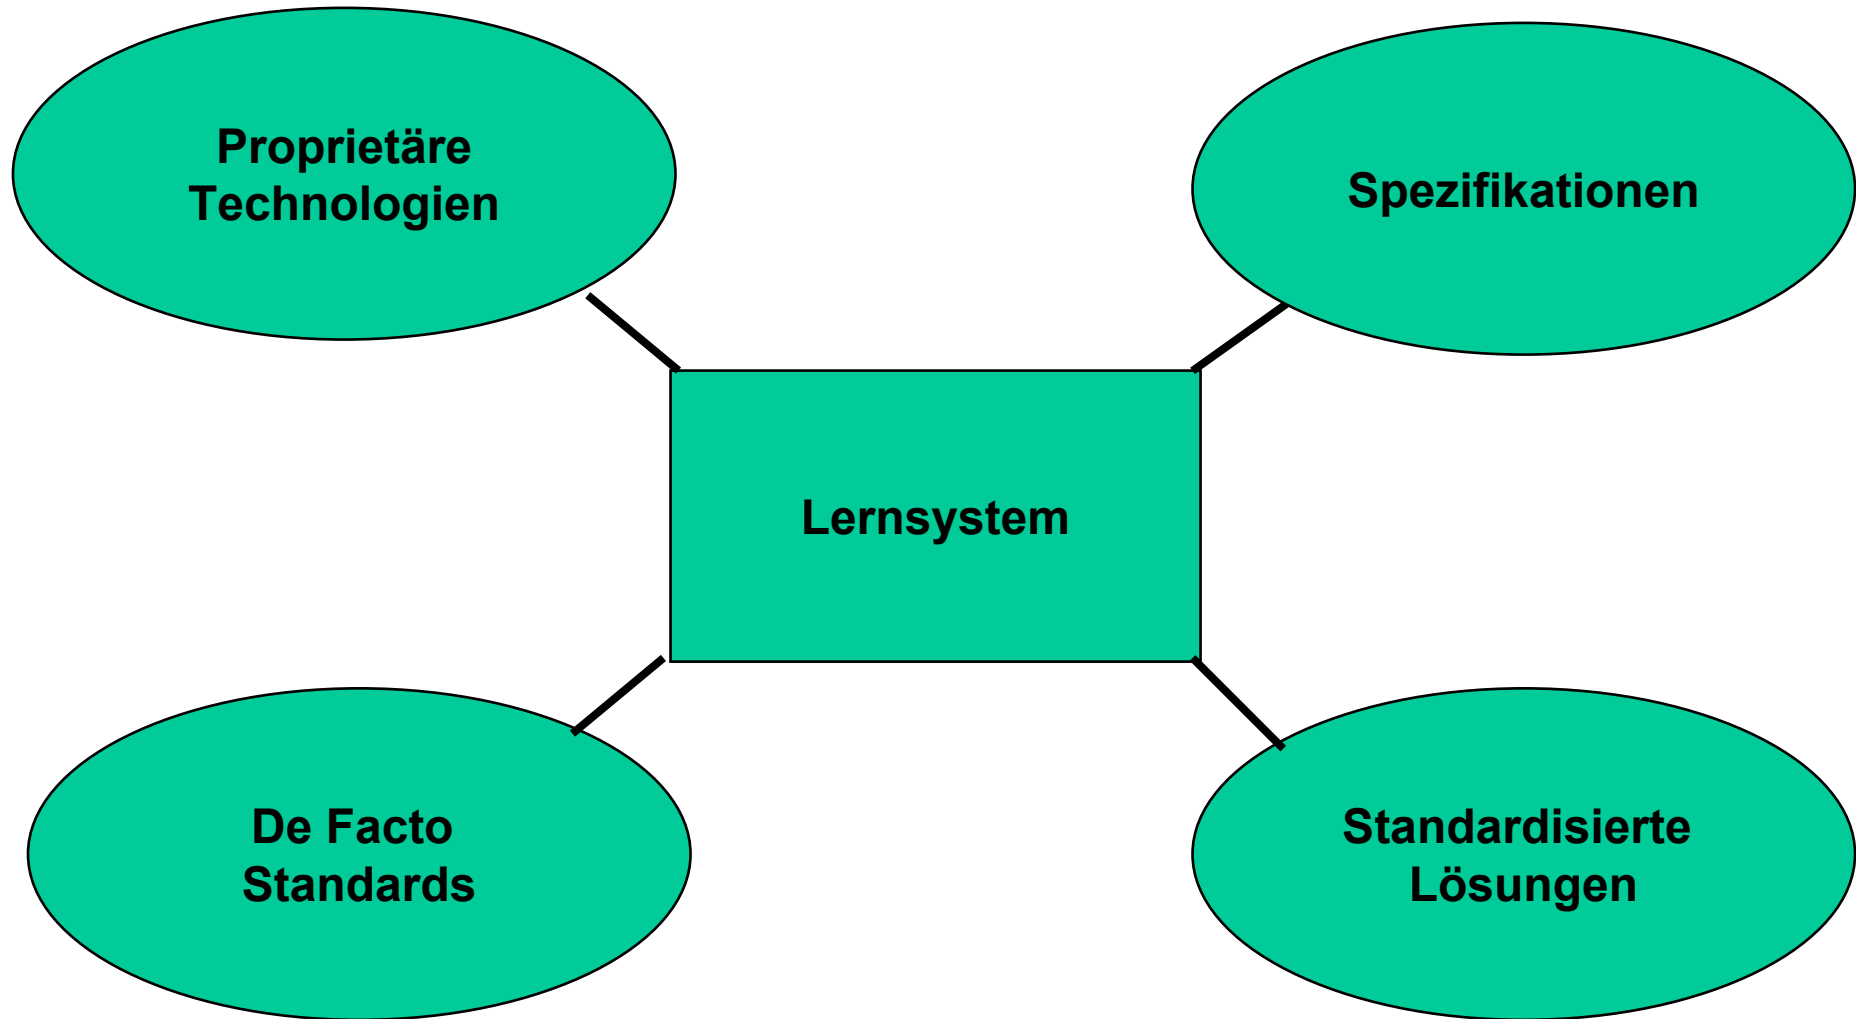 Proprietäre
Technologien
Spezifikationen
Lernsystem
De Facto
Standards
Standardisierte
Lösungen